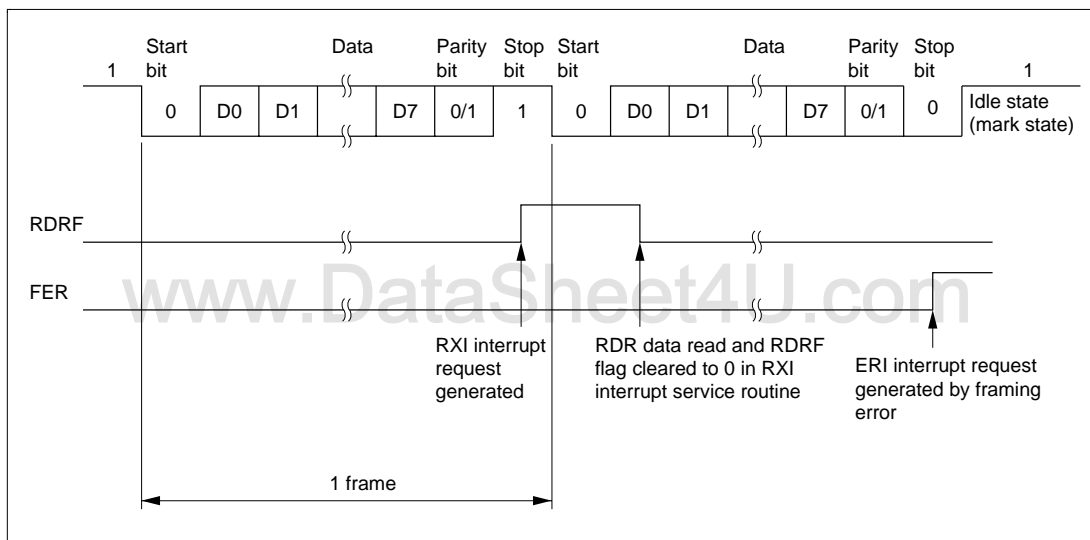 Start bit Data Parity bit Stop bit Start bit Data Parity bit Stop bit
1 1
0 D0 D1 D7 0/1 1 0 D0 D1 D7 0/1 0 Idle state (mark state)
RDRF
FER
www.DataSheet4U.com
RXI interrupt request generated
RDR data read and RDRF flag cleared to 0 in RXI interrupt service routine
ERI interrupt request generated by framing error
1 frame